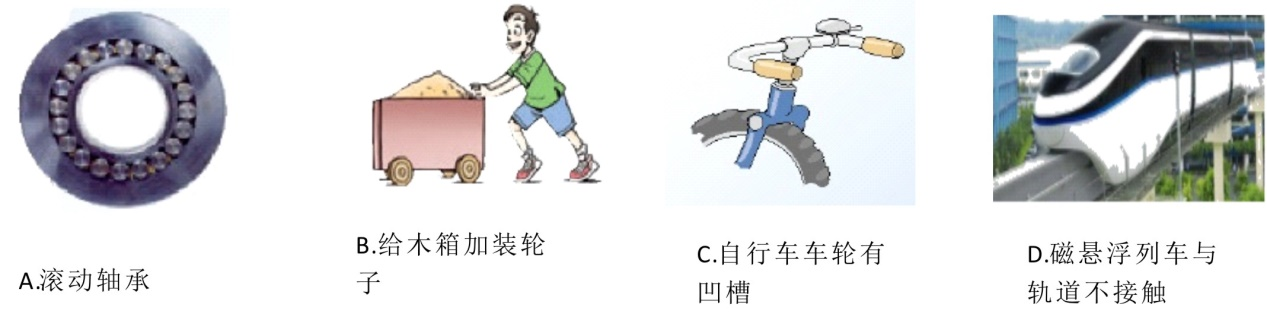 A.滚动轴承
B.给木箱加装轮
子
C.自行车车轮有
凹槽
D.磁悬浮列车与
轨道不接触